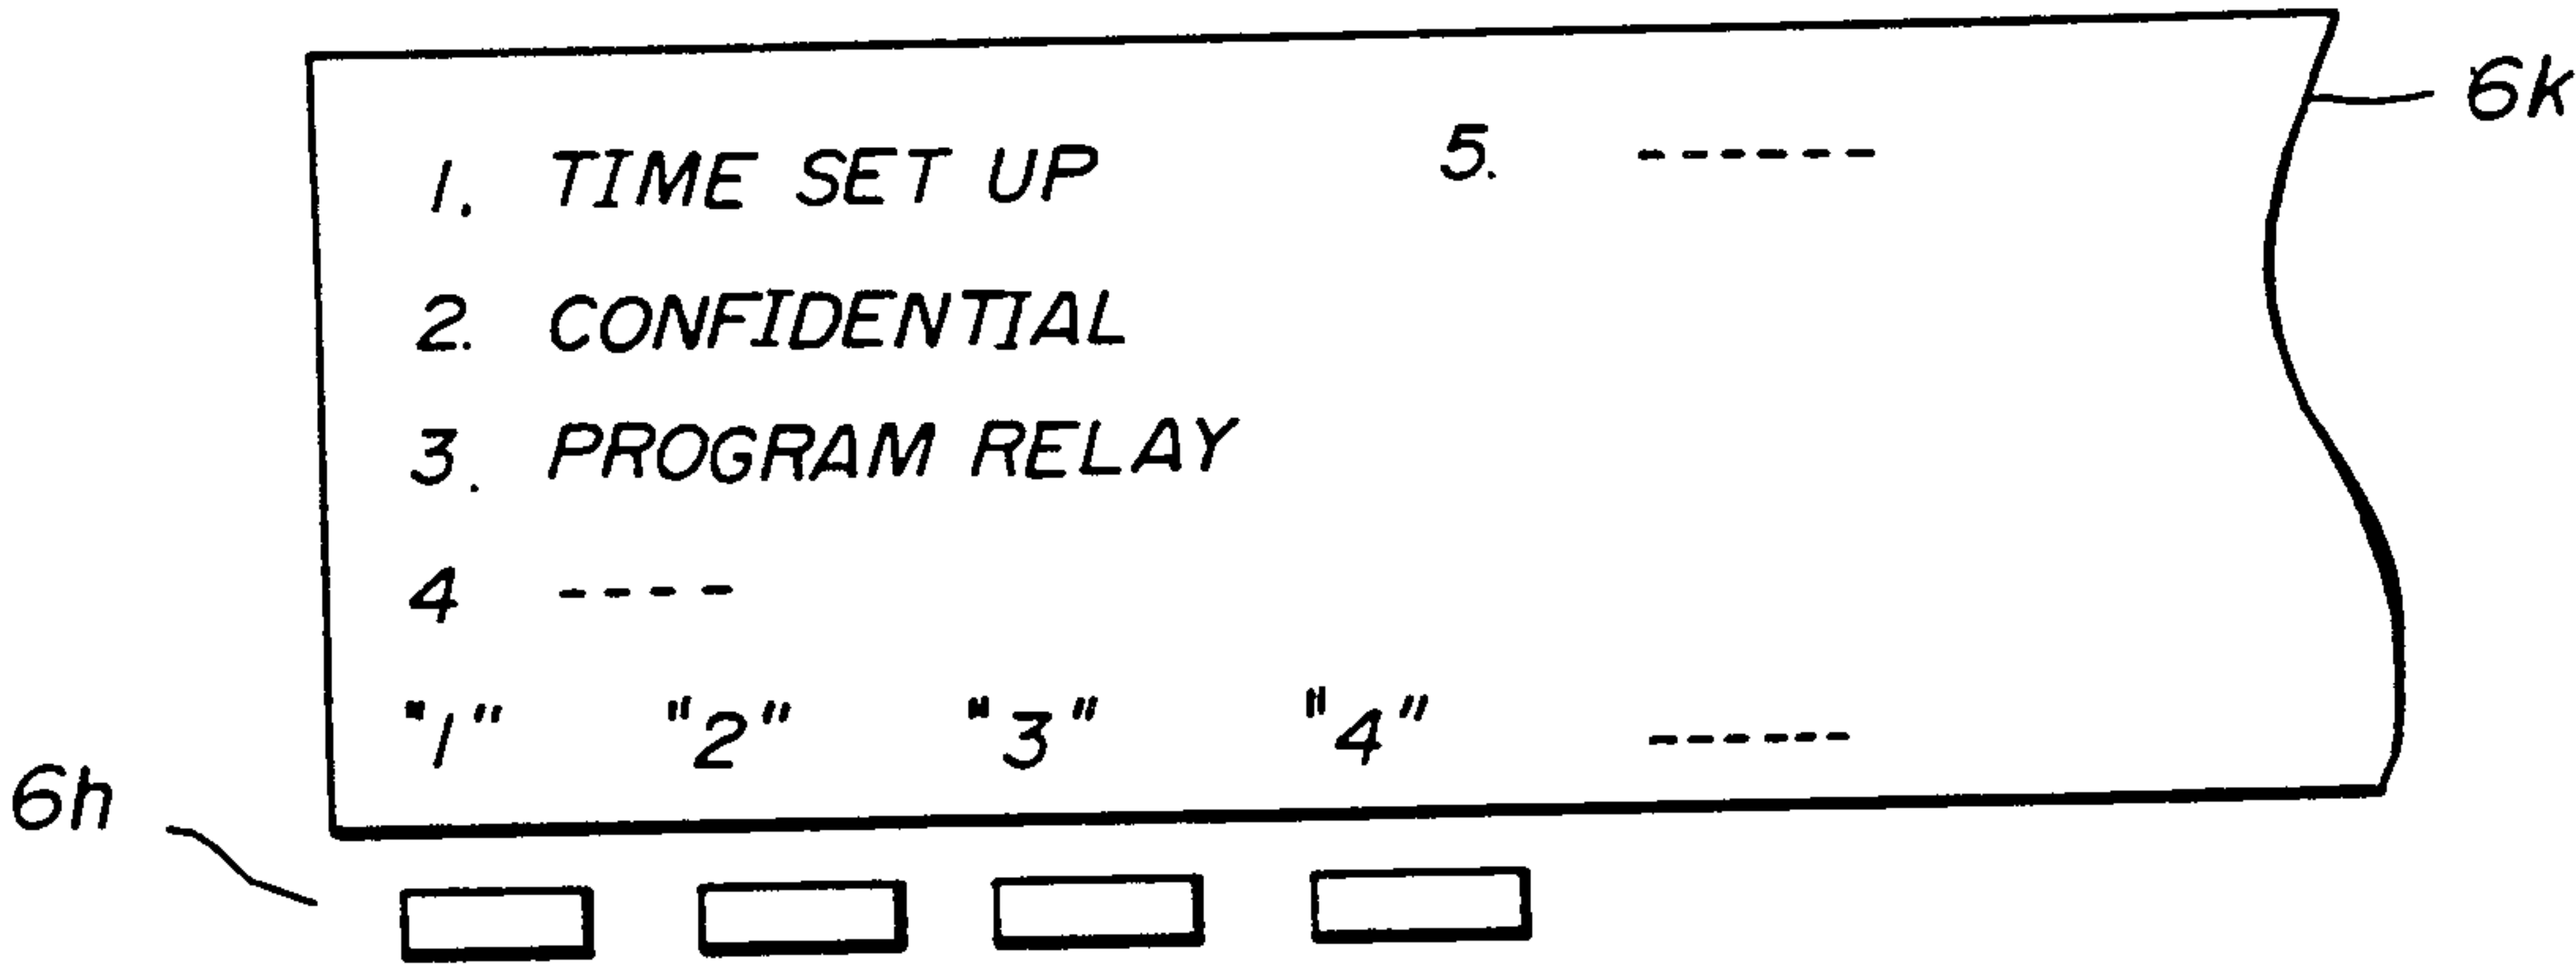 1. TIME SET UP 5. ------
2. CONFIDENTIAL
3. PROGRAM RELAY
4 ----
"1" "2" "3" "4" ------
6k
6h